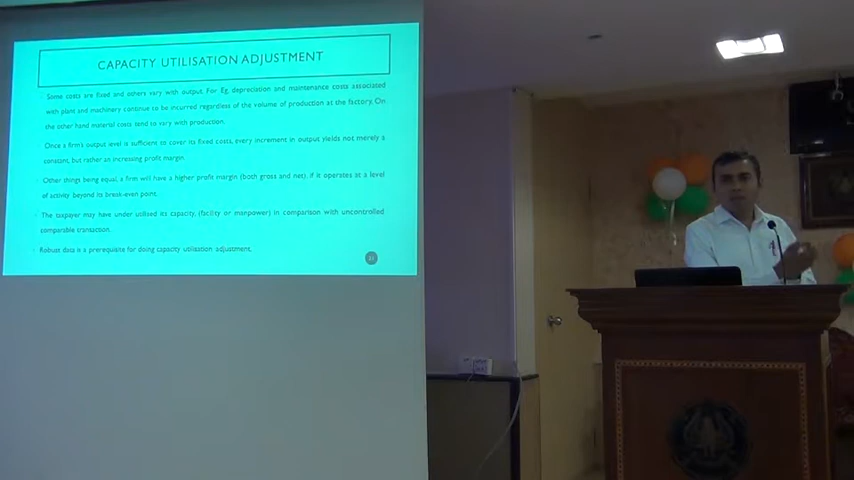 CAPACITY UTILISATION ADJUSTMENT
Some costs are fixed and others vary with output. For Eg. depreciation and maintenance costs associated
with plant and machinery continue to be incurred regardless of the volume of production at the factory. On
the other hand material costs tend to vary with production.
Once a firm's output level is sufficient to cover its fixed costs, every increment in output yields not merely a
constant, but rather an increasing profit margin.
Other things being equal, a firm will have a higher profit margin (both gross and net), if it operates at a level
of activity beyond its break-even point.
The taxpayer may have under utilised its capacity, (facility or manpower) in comparison with uncontrolled
comparable transaction.
Robust data is a prerequisite for doing capacity utilisation adjustment.